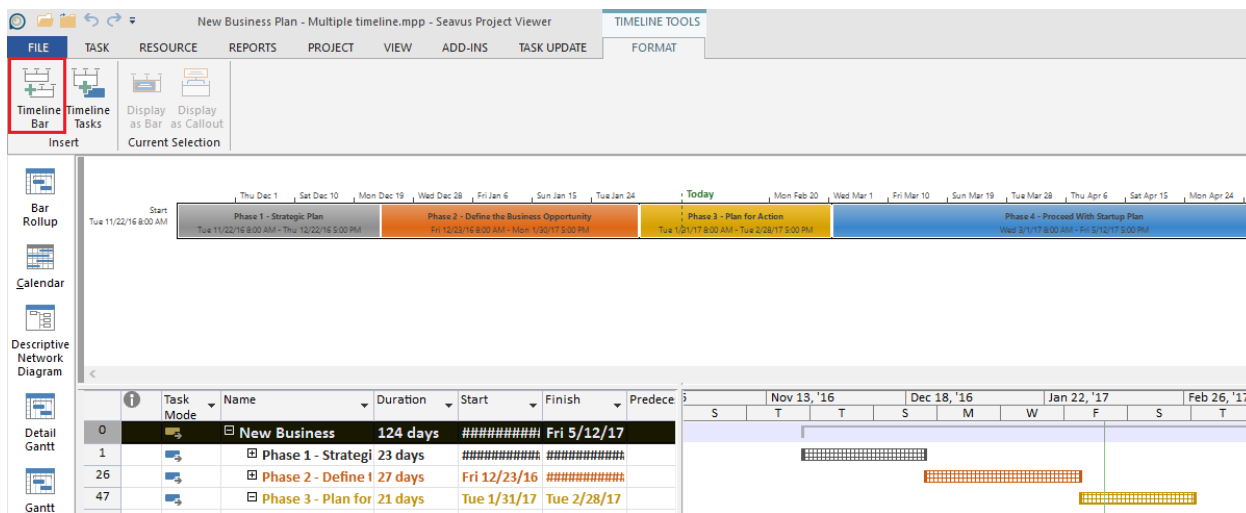 New Business Plan - Multiple timeline.mpp - Seavus Project Viewer
TIMELINE TOOLS
FILE TASK RESOURCE REPORTS PROJECT VIEW ADD-INS TASK UPDATE FORMAT
Timeline Timeline Display Display
Bar Tasks as Bar as Callout
Insert Current Selection
Bar
Rollup
Calendar
Descriptive
Network
Diagram
Detail
Gantt
Gantt
Thu Dec 1 Sat Dec 10 Mon Dec 19 Wed Dec 28 Fri Jan 6 Sun Jan 15 Tue Jan 24 Today Mon Feb 20 Wed Mar 1 Fri Mar 10 Sun Mar 19 Tue Mar 28 Thu Apr 6 Sat Apr 15 Mon Apr 24
Start
Tue 11/22/16 8:00 AM
Phase 1 - Strategic Plan
Tue 11/22/16 8:00 AM - Thu 12/22/16 5:00 PM
Phase 2 - Define the Business Opportunity
Fri 12/23/16 8:00 AM - Mon 1/30/17 5:00 PM
Phase 3 - Plan for Action
Tue 1/31/17 8:00 AM - Tue 2/28/17 5:00 PM
Phase 4 - Proceed With Startup Plan
Wed 3/1/17 8:00 AM - Fri 5/12/17 5:00 PM
Task Name Duration Start Finish Predece
Mode
0 New Business 124 days ########## Fri 5/12/17
1 Phase 1 - Strategi 23 days ########### ###########
26 Phase 2 - Define t 27 days Fri 12/23/16 ###########
47 Phase 3 - Plan for 21 days Tue 1/31/17 Tue 2/28/17
Nov 13, '16 Dec 18, '16 Jan 22, '17 Feb 26, '17
S T T S M W F S T